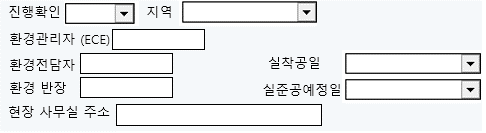 진행확인 지역
환경관리자 (ECE)
환경전담자 실착공일
환경 반장 실준공예정일
현장 사무실 주소